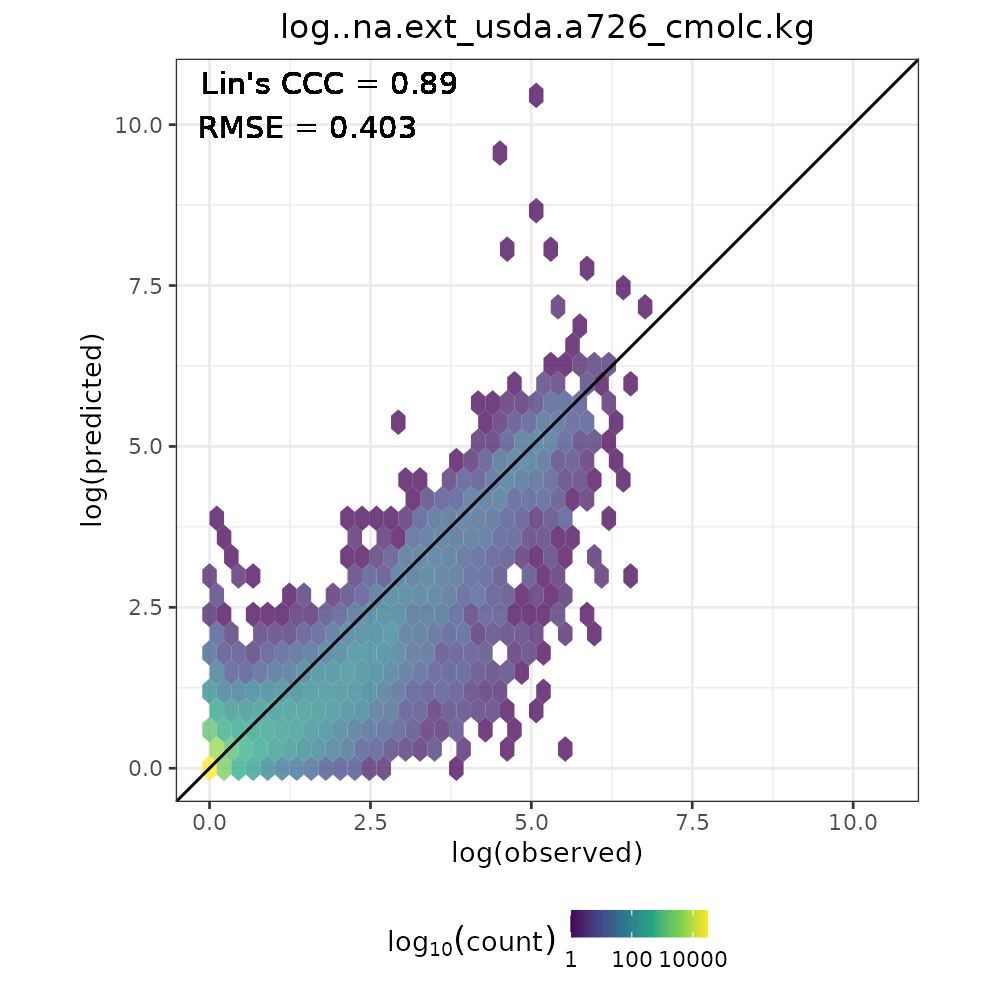 log..na.ext_usda.a726_cmolc.kg
Lin's CCC = 0.89
RMSE = 0.403
10.0
7.5
5.0
2.5
0.0
log(predicted)
0.0 2.5 5.0 7.5 10.0
log(observed)
log₁₀(count)
1 100 10000